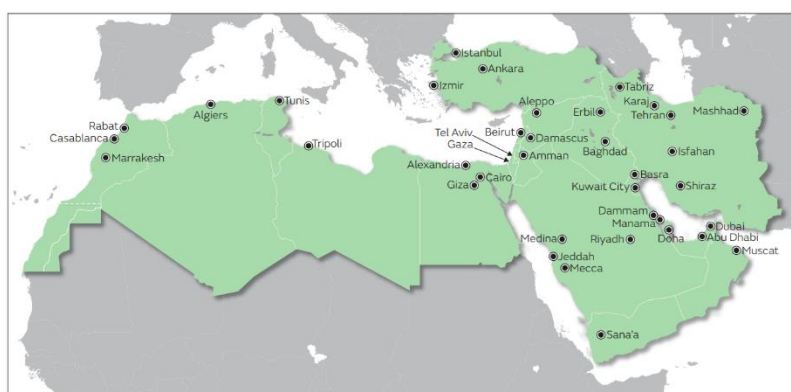 Istanbul
Ankara
Izmir
Tunis
Algiers
Rabat
Casablanca
Marrakesh
Tripoli
Tabriz
Karaj
Tehran
Mashhad
Aleppo
Erbil
Beirut
Damascus
Tel Aviv
Gaza
Amman
Baghdad
Isfahan
Alexandria
Cairo
Giza
Basra
Kuwait City
Shiraz
Dammam
Manama
Doha
Dubai
Abu Dhabi
Muscat
Medina
Riyadh
Jeddah
Mecca
Sana'a